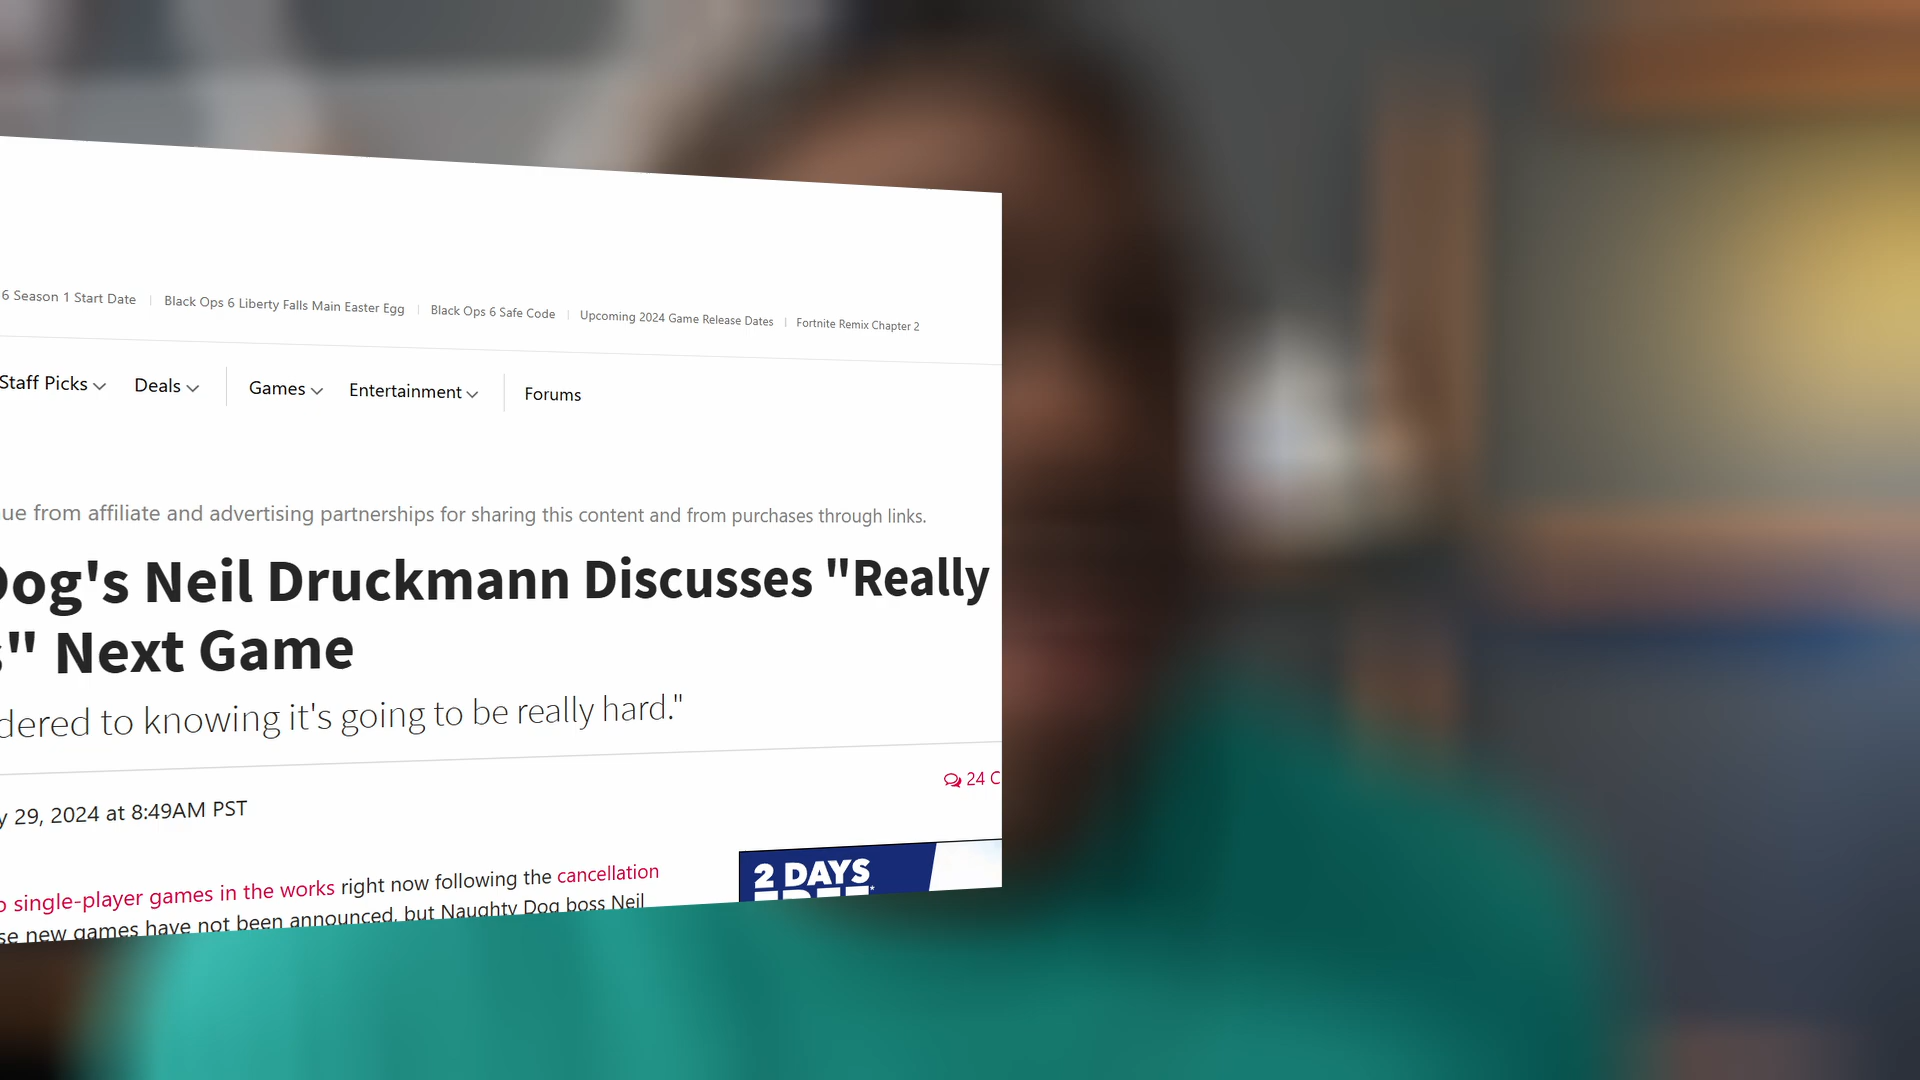 6 Season 1 Start Date | Black Ops 6 Liberty Falls Main Easter Egg | Black Ops 6 Safe Code | Upcoming 2024 Game Release Dates | Fortnite Remix Chapter 2
Staff Picks Deals Games Entertainment Forums
from affiliate and advertising partnerships for sharing this content and from purchases through links.
Dog's Neil Druckmann Discusses "Really
" Next Game
to knowing it's going to be really hard."
24 C
29, 2024 at 8:49AM PST
single-player games in the works right now following the cancellation
new games have not been announced, but Naughty Dog boss Neil
2 DAYS
FREE*